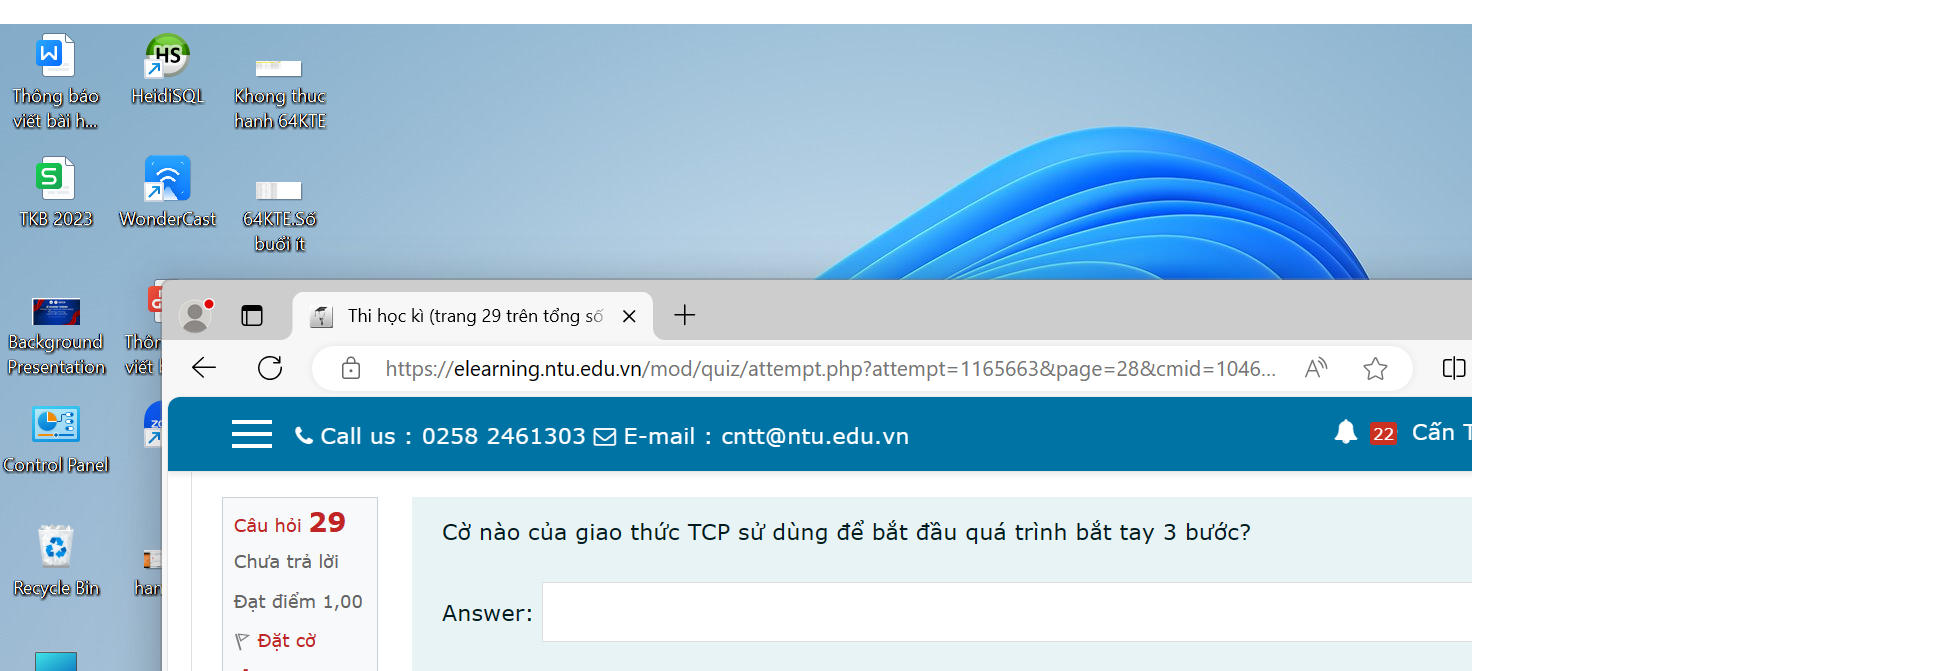 Thông báo
viết bài h...
HeidiSQL
Khong thuc
hanh 64KTE
TKB 2023
WonderCast
64KTE.Số
buổi ít
Background
Presentation
Control Panel
Recycle Bin
Thi học kì (trang 29 trên tổng số
https://elearning.ntu.edu.vn/mod/quiz/attempt.php?attempt=1165663&page=28&cmid=1046...
Call us : 0258 2461303 E-mail : cntt@ntu.edu.vn
22 Cấn T
Câu hỏi 29
Chưa trả lời
Đạt điểm 1,00
Đặt cờ
Cờ nào của giao thức TCP sử dùng để bắt đầu quá trình bắt tay 3 bước?
Answer: